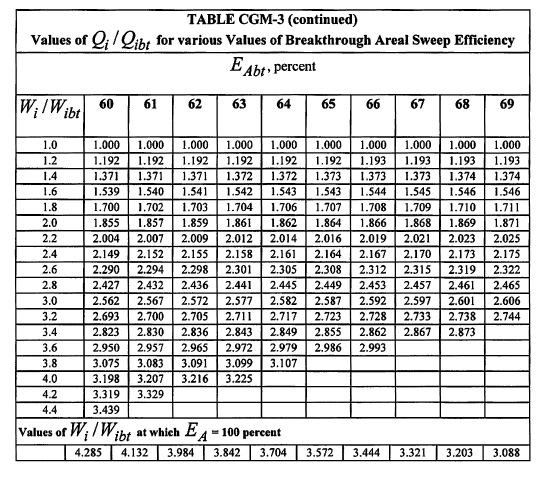 TABLE CGM-3 (continued)
Values of Qi / Qibt for various Values of Breakthrough Areal Sweep Efficiency
EAbt, percent
Wi / Wibt 60 61 62 63 64 65 66 67 68 69
1.0 1.000 1.000 1.000 1.000 1.000 1.000 1.000 1.000 1.000 1.000
1.2 1.192 1.192 1.192 1.192 1.192 1.192 1.193 1.193 1.193 1.193
1.4 1.371 1.371 1.371 1.372 1.372 1.373 1.373 1.373 1.374 1.374
1.6 1.539 1.540 1.541 1.542 1.543 1.543 1.544 1.545 1.546 1.546
1.8 1.700 1.702 1.703 1.704 1.706 1.707 1.708 1.709 1.710 1.711
2.0 1.855 1.857 1.859 1.861 1.862 1.864 1.866 1.868 1.869 1.871
2.2 2.004 2.007 2.009 2.012 2.014 2.016 2.019 2.021 2.023 2.025
2.4 2.149 2.152 2.155 2.158 2.161 2.164 2.167 2.170 2.173 2.175
2.6 2.290 2.294 2.298 2.301 2.305 2.308 2.312 2.315 2.319 2.322
2.8 2.427 2.432 2.436 2.441 2.445 2.449 2.453 2.457 2.461 2.465
3.0 2.562 2.567 2.572 2.577 2.582 2.587 2.592 2.597 2.601 2.606
3.2 2.693 2.700 2.705 2.711 2.717 2.723 2.728 2.733 2.738 2.744
3.4 2.823 2.830 2.836 2.843 2.849 2.855 2.862 2.867 2.873
3.6 2.950 2.957 2.965 2.972 2.979 2.986 2.993
3.8 3.075 3.083 3.091 3.099 3.107
4.0 3.198 3.207 3.216 3.225
4.2 3.319 3.329
4.4 3.439
Values of Wi / Wibt at which EA = 100 percent
4.285 4.132 3.984 3.842 3.704 3.572 3.444 3.321 3.203 3.088